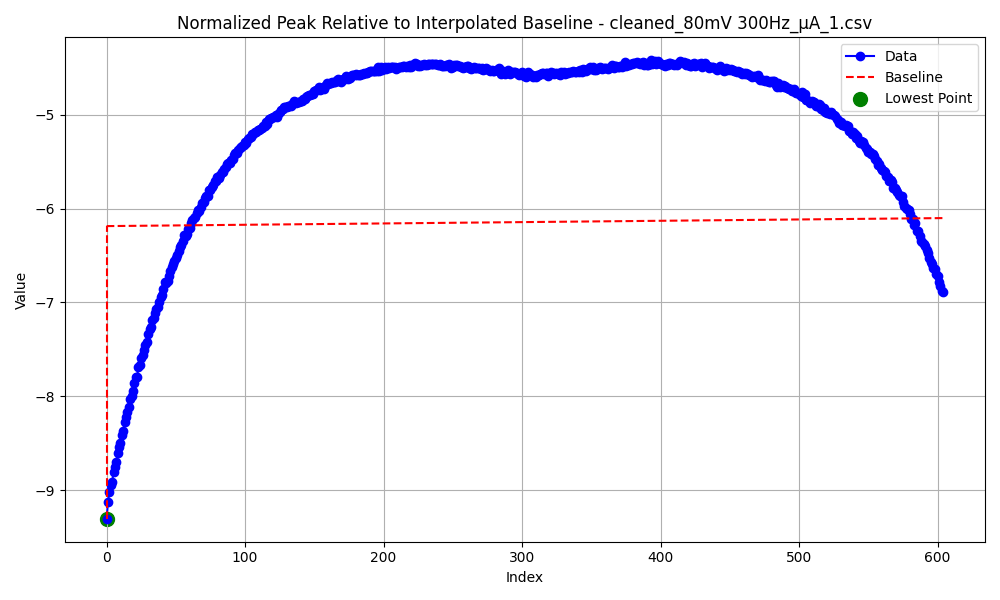 Normalized Peak Relative to Interpolated Baseline - cleaned_80mV 300Hz_µA_1.csv
Data
Baseline
Lowest Point
−5
−6
−7
−8
−9
Value
0 100 200 300 400 500 600
Index